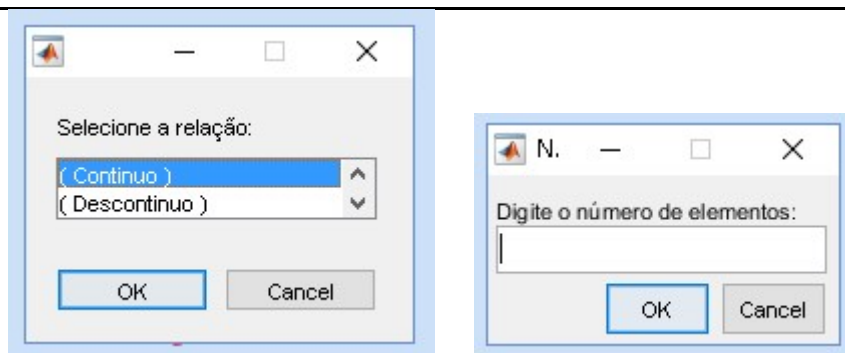 Selecione a relação:
( Continuo )
( Descontinuo )
OK Cancel
N.
Digite o número de elementos:
OK Cancel